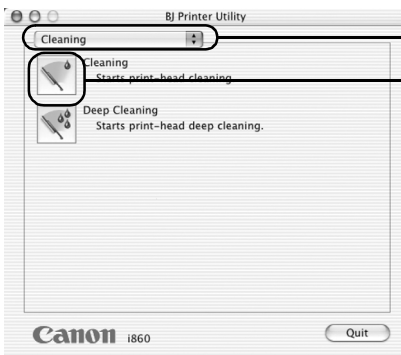 BJ Printer Utility
Cleaning
Cleaning
Starts print-head cleaning.
Deep Cleaning
Starts print-head deep cleaning.
Canon i860
Quit